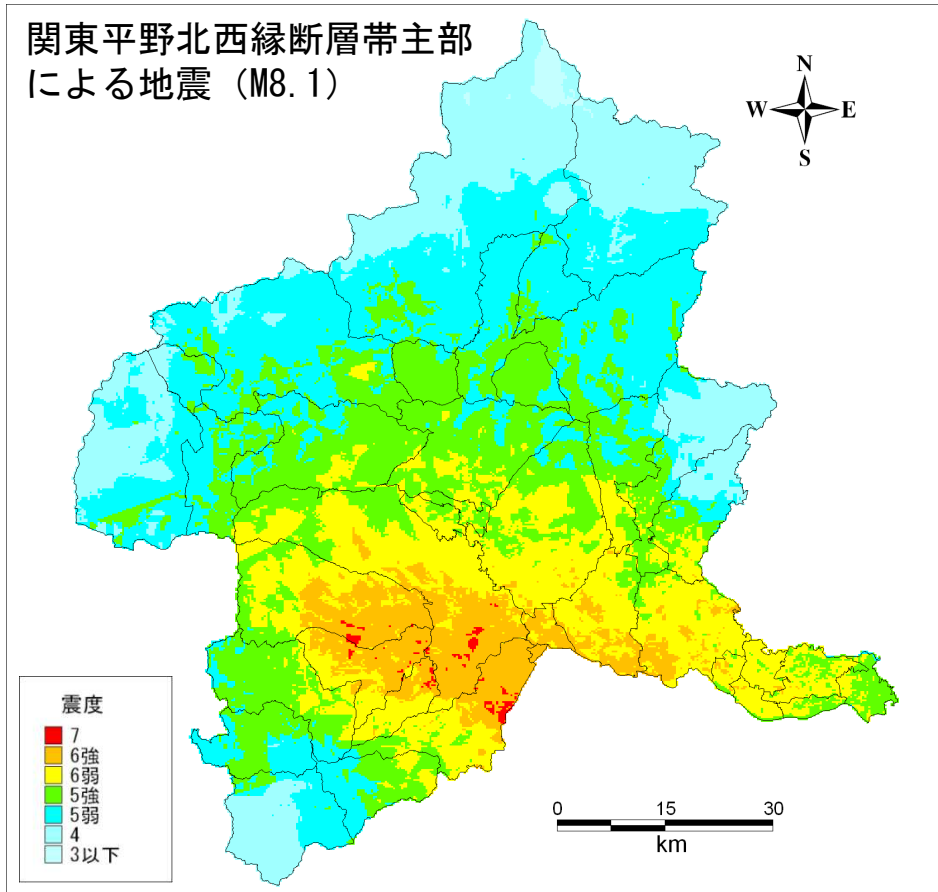 関東平野北西縁断層帯主部
による地震 (M8.1)
N
W E
S
震度
7
6強
6弱
5強
5弱
4
3以下
0 15 30
km